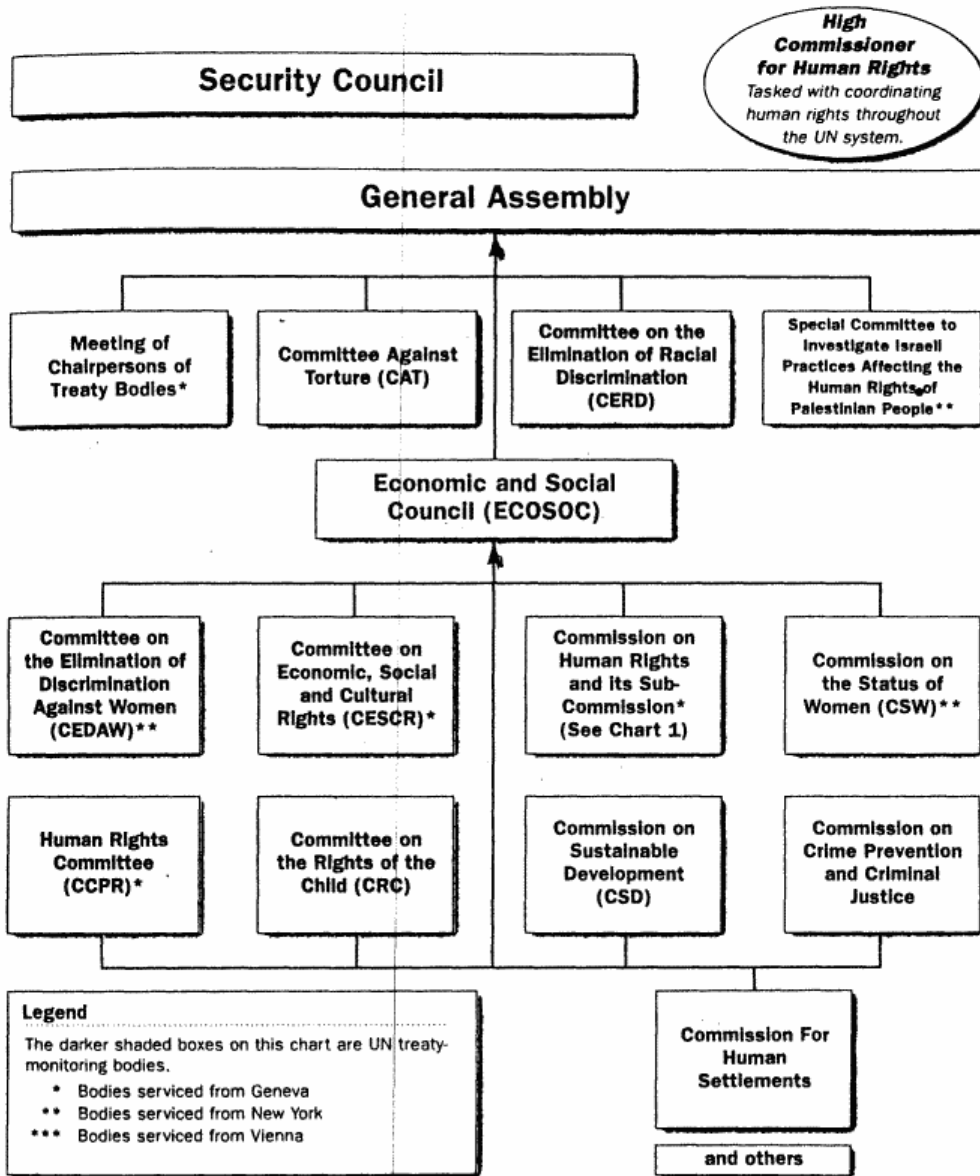 High
Commissioner
for Human Rights
Tasked with coordinating
human rights throughout
the UN system.
Security Council
General Assembly
Meeting of
Chairpersons of
Treaty Bodies*
Committee Against
Torture (CAT)
Committee on the
Elimination of Racial
Discrimination
(CERD)
Special Committee to
Investigate Israeli
Practices Affecting the
Human Rights of
Palestinian People**
Economic and Social
Council (ECOSOC)
Committee on
the Elimination of
Discrimination
Against Women
(CEDAW)**
Committee on
Economic, Social
and Cultural
Rights (CESCR)*
Commission on
Human Rights
and its Sub-
Commission*
(See Chart 1)
Commission on
the Status of
Women (CSW)**
Human Rights
Committee
(CCPR)*
Committee on
the Rights of the
Child (CRC)
Commission on
Sustainable
Development
(CSD)
Commission on
Crime Prevention
and Criminal
Justice
Legend
The darker shaded boxes on this chart are UN treaty-
monitoring bodies.
* Bodies serviced from Geneva
** Bodies serviced from New York
*** Bodies serviced from Vienna
Commission For
Human
Settlements
and others